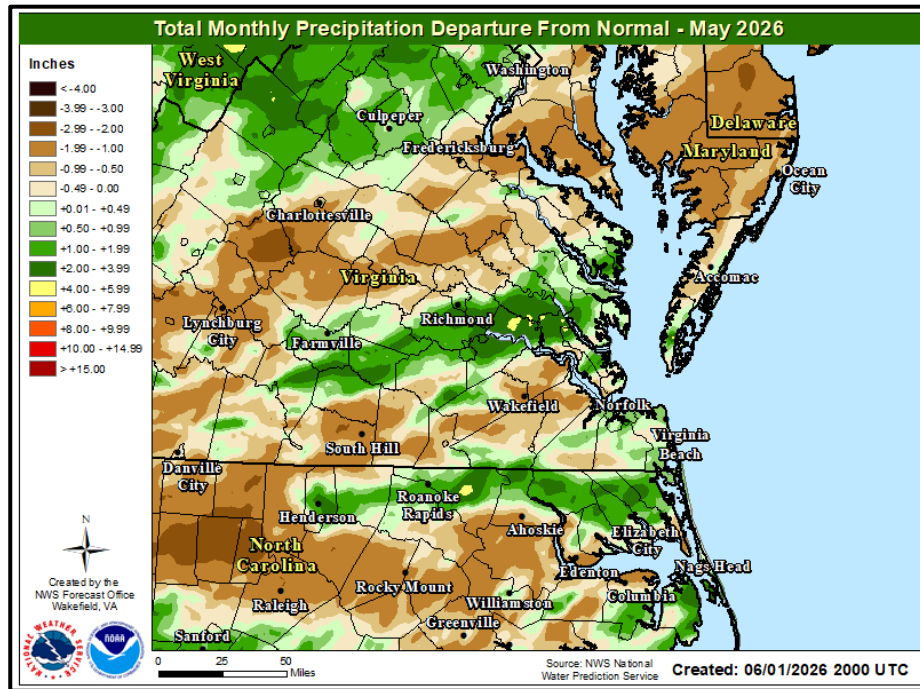 Total Monthly Precipitation Departure From Normal - May 2026
Inches
< -4.00
-3.99 - -3.00
-2.99 - -2.00
-1.99 - -1.00
-0.99 - -0.50
-0.49 - 0.00
+0.01 - +0.49
+0.50 - +0.99
+1.00 - +1.99
+2.00 - +3.99
+4.00 - +5.99
+6.00 - +7.99
+8.00 - +9.99
+10.00 - +14.99
> +15.00
West
Virginia
Washington
Culpeper
Fredericksburg
Delaware
Maryland
Ocean
City
Charlottesville
Virginia
Accomac
Lynchburg
City
Richmond
Farmville
Wakefield
Norfolk
Virginia
Beach
South Hill
Danville
City
Henderson
Roanoke
Rapids
Ahoskie
Elizabeth
City
North
Carolina
Edenton
Nags Head
Rocky Mount
Columbia
Raleigh
Williamston
Greenville
Sanford
N
Created by the
NWS Forecast Office
Wakefield, VA
NATIONAL WEATHER SERVICE
NOAA
0 25 50
Miles
Source: NWS National
Water Prediction Service
Created: 06/01/2026 2000 UTC